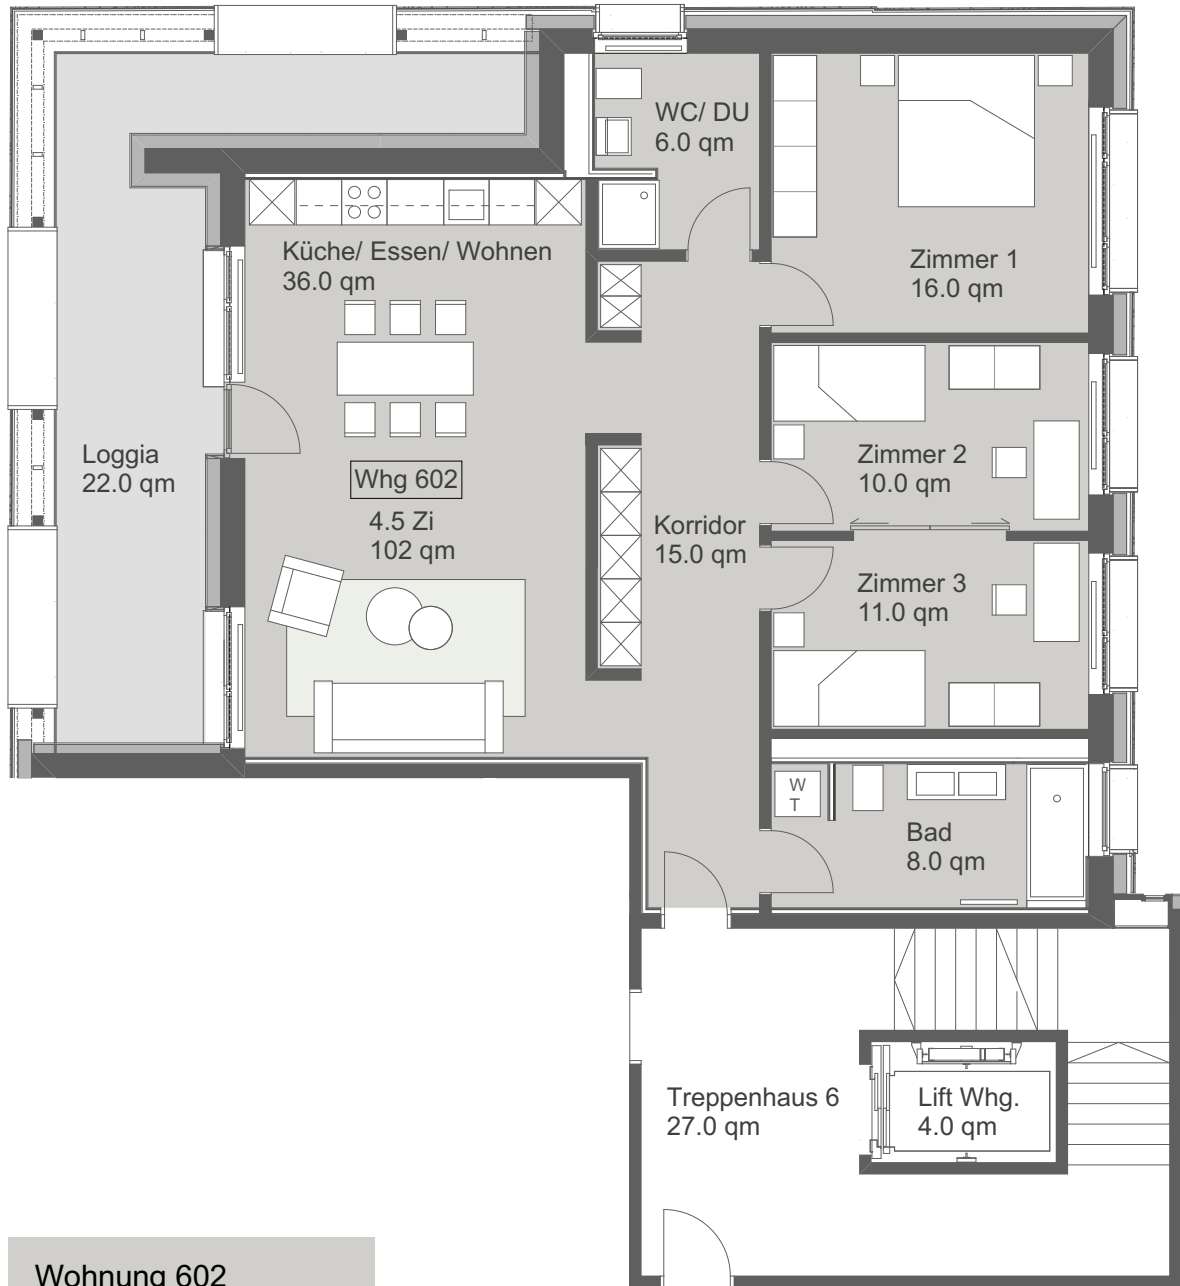 WC/ DU
6.0 qm
Küche/ Essen/ Wohnen
36.0 qm
Zimmer 1
16.0 qm
Loggia
22.0 qm
Whg 602
4.5 Zi
102 qm
Zimmer 2
10.0 qm
Korridor
15.0 qm
Zimmer 3
11.0 qm
W
T
Bad
8.0 qm
Treppenhaus 6
27.0 qm
Lift Whg.
4.0 qm
Wohnung 602